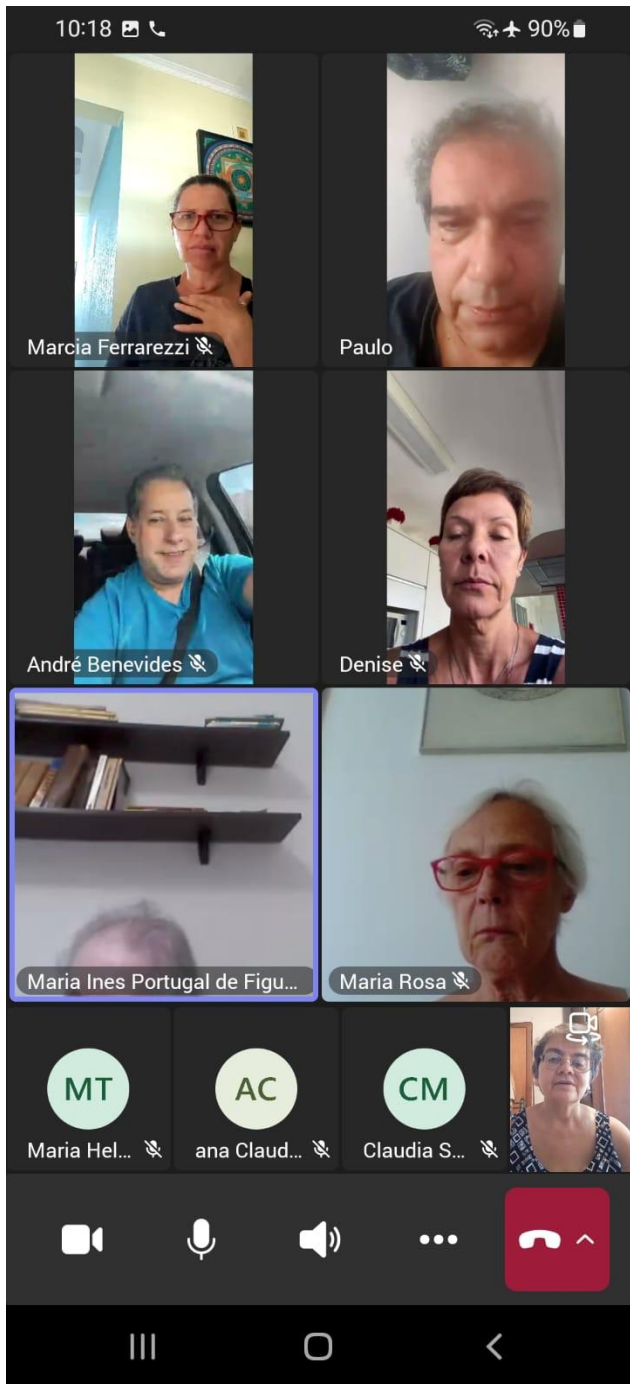 10:18 90%
Marcia Ferrarezzi
Paulo
André Benevides
Denise
Maria Ines Portugal de Figu...
Maria Rosa
MT
AC
CM
Maria Hel...
ana Claud...
Claudia S...